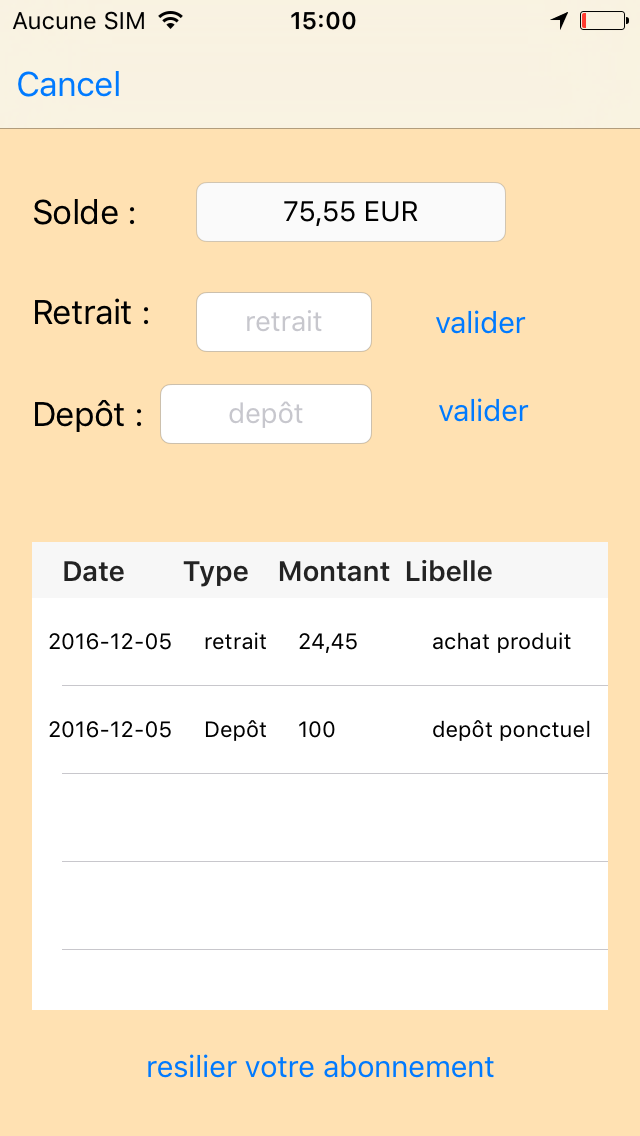 Aucune SIM 15:00
Cancel
Solde : 75,55 EUR
Retrait : retrait valider
Depôt : depôt valider
Date Type Montant Libelle
2016-12-05 retrait 24,45 achat produit
2016-12-05 Depôt 100 depôt ponctuel
resilier votre abonnement